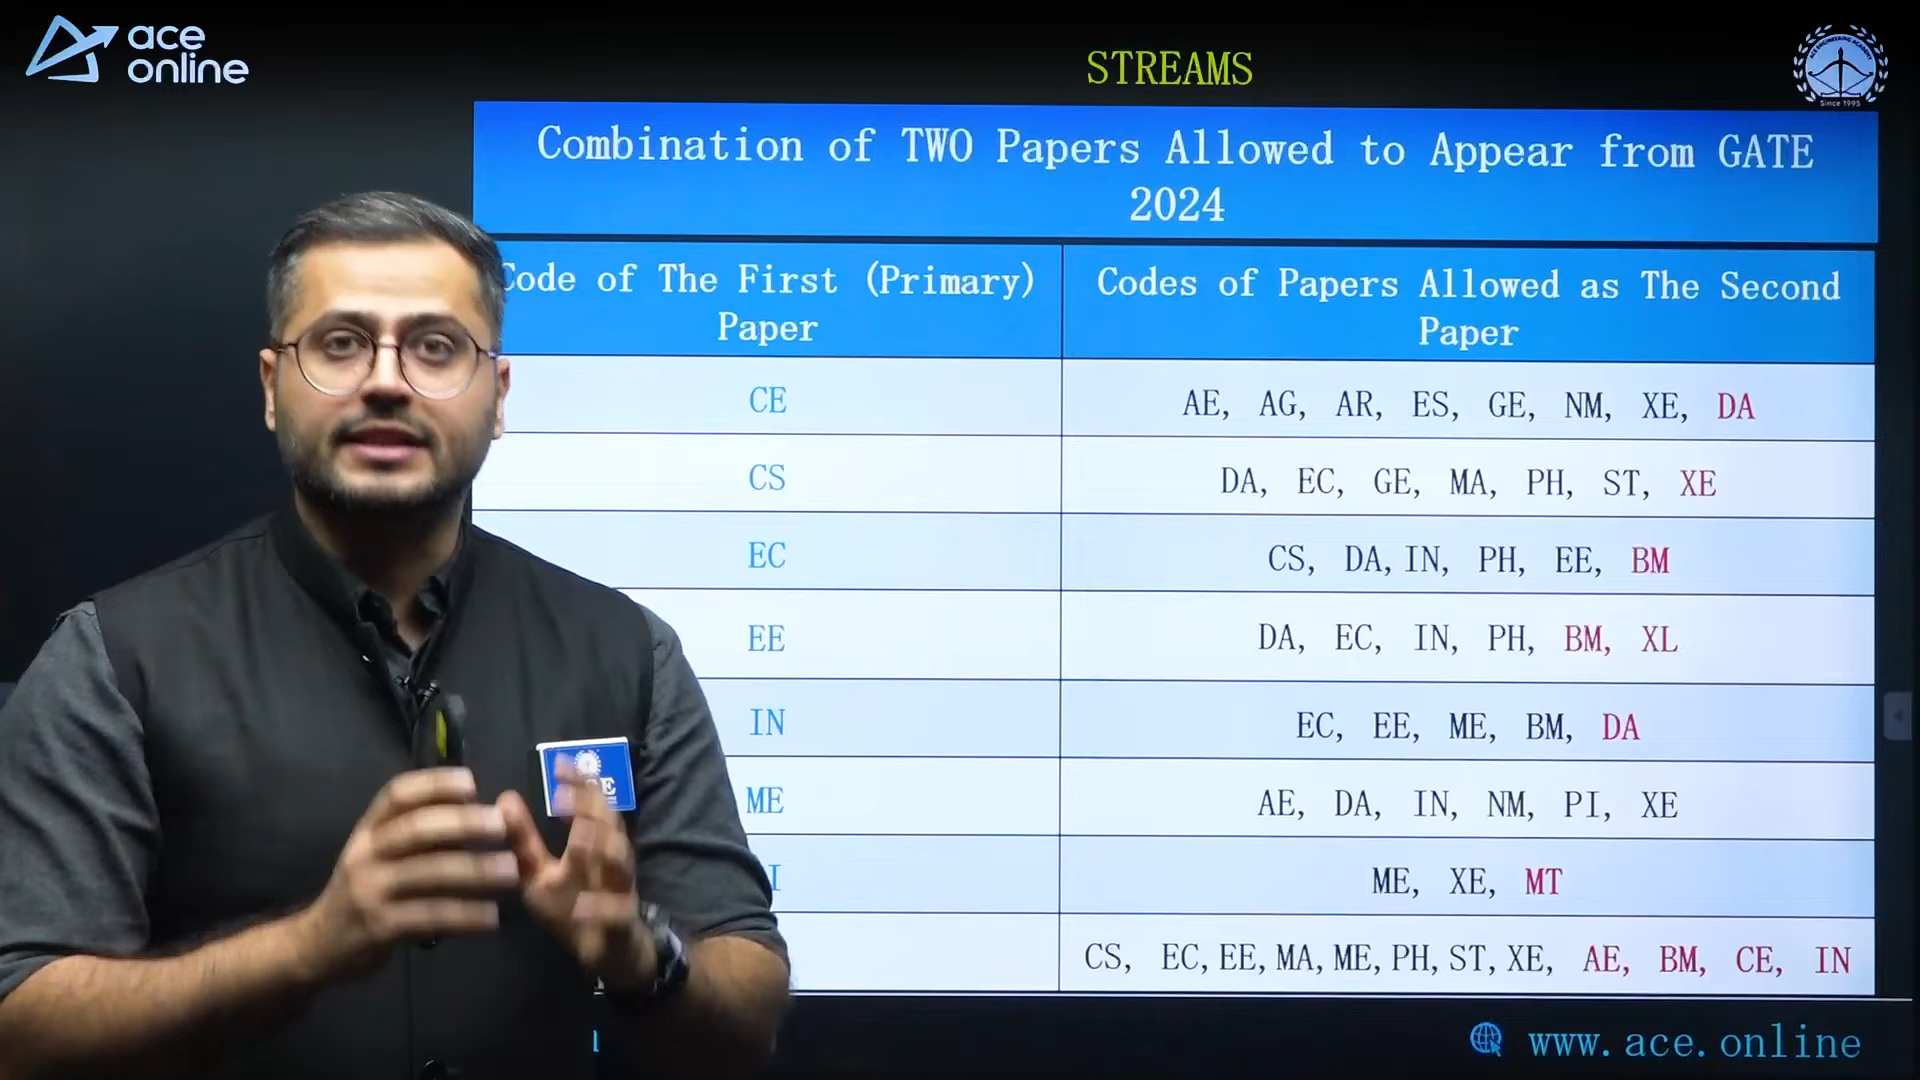 ace
online
STREAMS
Since 1995
Combination of TWO Papers Allowed to Appear from GATE
2024
Code of The First (Primary)
Paper
Codes of Papers Allowed as The Second
Paper
CE
AE, AG, AR, ES, GE, NM, XE, DA
CS
DA, EC, GE, MA, PH, ST, XE
EC
CS, DA, IN, PH, EE, BM
EE
DA, EC, IN, PH, BM, XL
IN
EC, EE, ME, BM, DA
ME
AE, DA, IN, NM, PI, XE
I
ME, XE, MT
CS, EC, EE, MA, ME, PH, ST, XE, AE, BM, CE, IN
www.ace.online